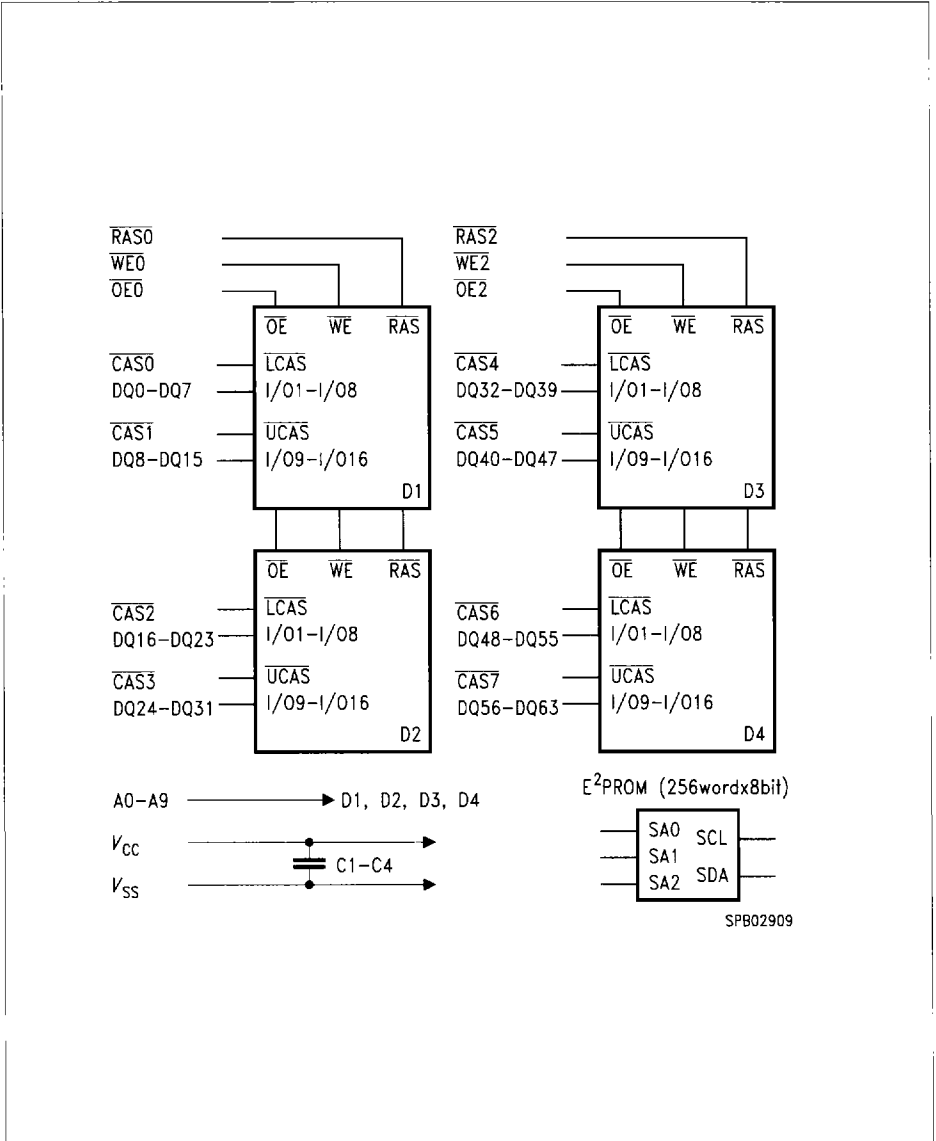 RAS0
WE0
OE0
OE WE RAS
CAS0 LCAS
DQ0-DQ7 I/O1-I/O8
CAS1 UCAS
DQ8-DQ15 I/O9-I/O16
D1
OE WE RAS
CAS2 LCAS
DQ16-DQ23 I/O1-I/O8
CAS3 UCAS
DQ24-DQ31 I/O9-I/O16
D2
RAS2
WE2
OE2
OE WE RAS
CAS4 LCAS
DQ32-DQ39 I/O1-I/O8
CAS5 UCAS
DQ40-DQ47 I/O9-I/O16
D3
OE WE RAS
CAS6 LCAS
DQ48-DQ55 I/O1-I/O8
CAS7 UCAS
DQ56-DQ63 I/O9-I/O16
D4
A0-A9 D1, D2, D3, D4
VCC
C1-C4
VSS
E²PROM (256wordx8bit)
SA0 SCL
SA1
SA2 SDA
SPB02909